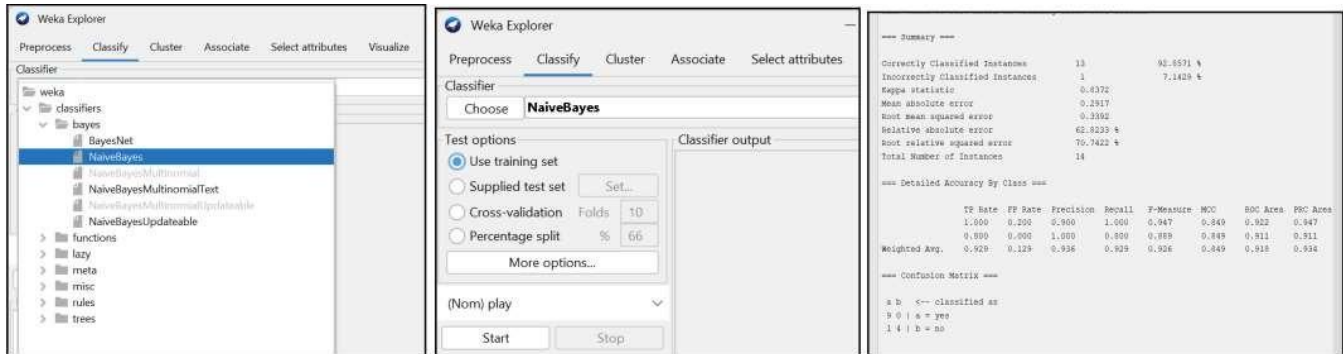 Weka Explorer
Preprocess Classify Cluster Associate Select attributes Visualize
Classifier
weka
classifiers
bayes
BayesNet
NaiveBayes
NaiveBayesMultinomial
NaiveBayesMultinomialText
NaiveBayesMultinomialUpdateable
NaiveBayesUpdateable
functions
lazy
meta
misc
rules
trees
Weka Explorer
Preprocess Classify Cluster Associate Select attributes
Classifier
Choose NaiveBayes
Test options
Use training set
Supplied test set Set...
Cross-validation Folds 10
Percentage split % 66
More options...
(Nom) play
Start Stop
Classifier output
=== Summary ===
Correctly Classified Instances 13 92.8571 %
Incorrectly Classified Instances 1 7.1429 %
Kappa statistic 0.8372
Mean absolute error 0.2917
Root mean squared error 0.3392
Relative absolute error 62.8233 %
Root relative squared error 70.7422 %
Total Number of Instances 14
=== Detailed Accuracy By Class ===
TP Rate FP Rate Precision Recall F-Measure MCC ROC Area PRC Area
1.000 0.200 0.900 1.000 0.947 0.849 0.922 0.947
0.800 0.000 1.000 0.800 0.889 0.849 0.911 0.911
Weighted Avg. 0.929 0.129 0.936 0.929 0.926 0.849 0.918 0.934
=== Confusion Matrix ===
a b <-- classified as
9 0 | a = yes
1 4 | b = no